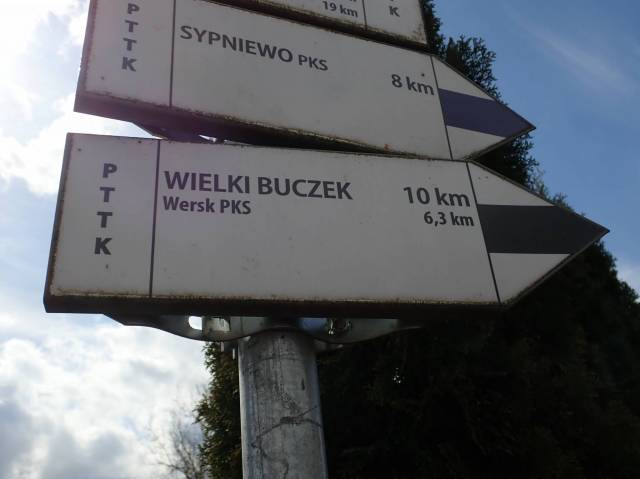 19 km
K
PTTK
SYPNIEWO PKS
8 km
PTTK
WIELKI BUCZEK 10 km
Wersk PKS 6,3 km